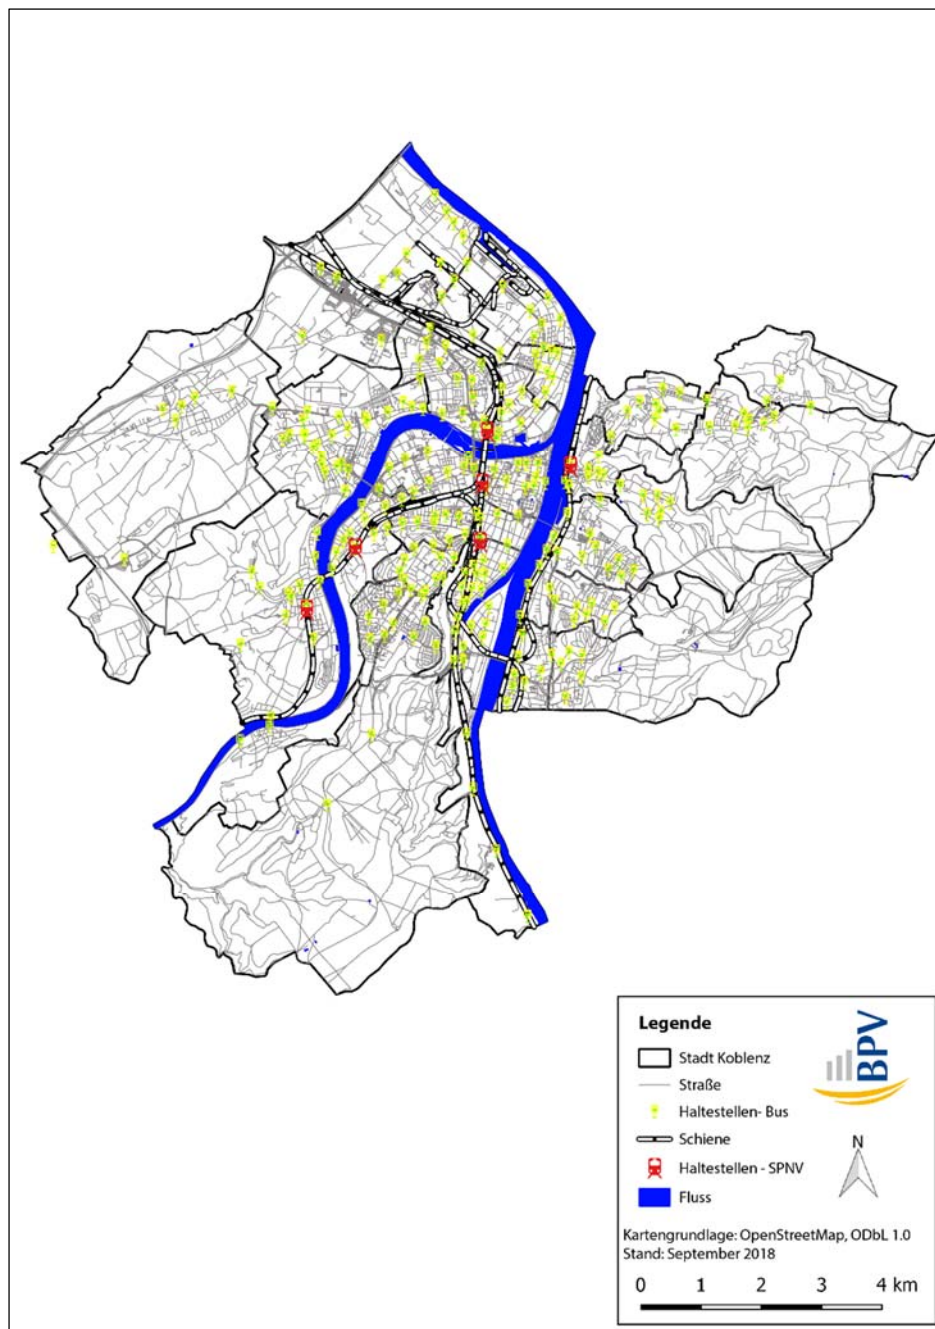 Legende
BPV
Stadt Koblenz
Straße
Haltestellen- Bus
Schiene
Haltestellen - SPNV
Fluss
N
Kartengrundlage: OpenStreetMap, ODbL 1.0
Stand: September 2018
0 1 2 3 4 km